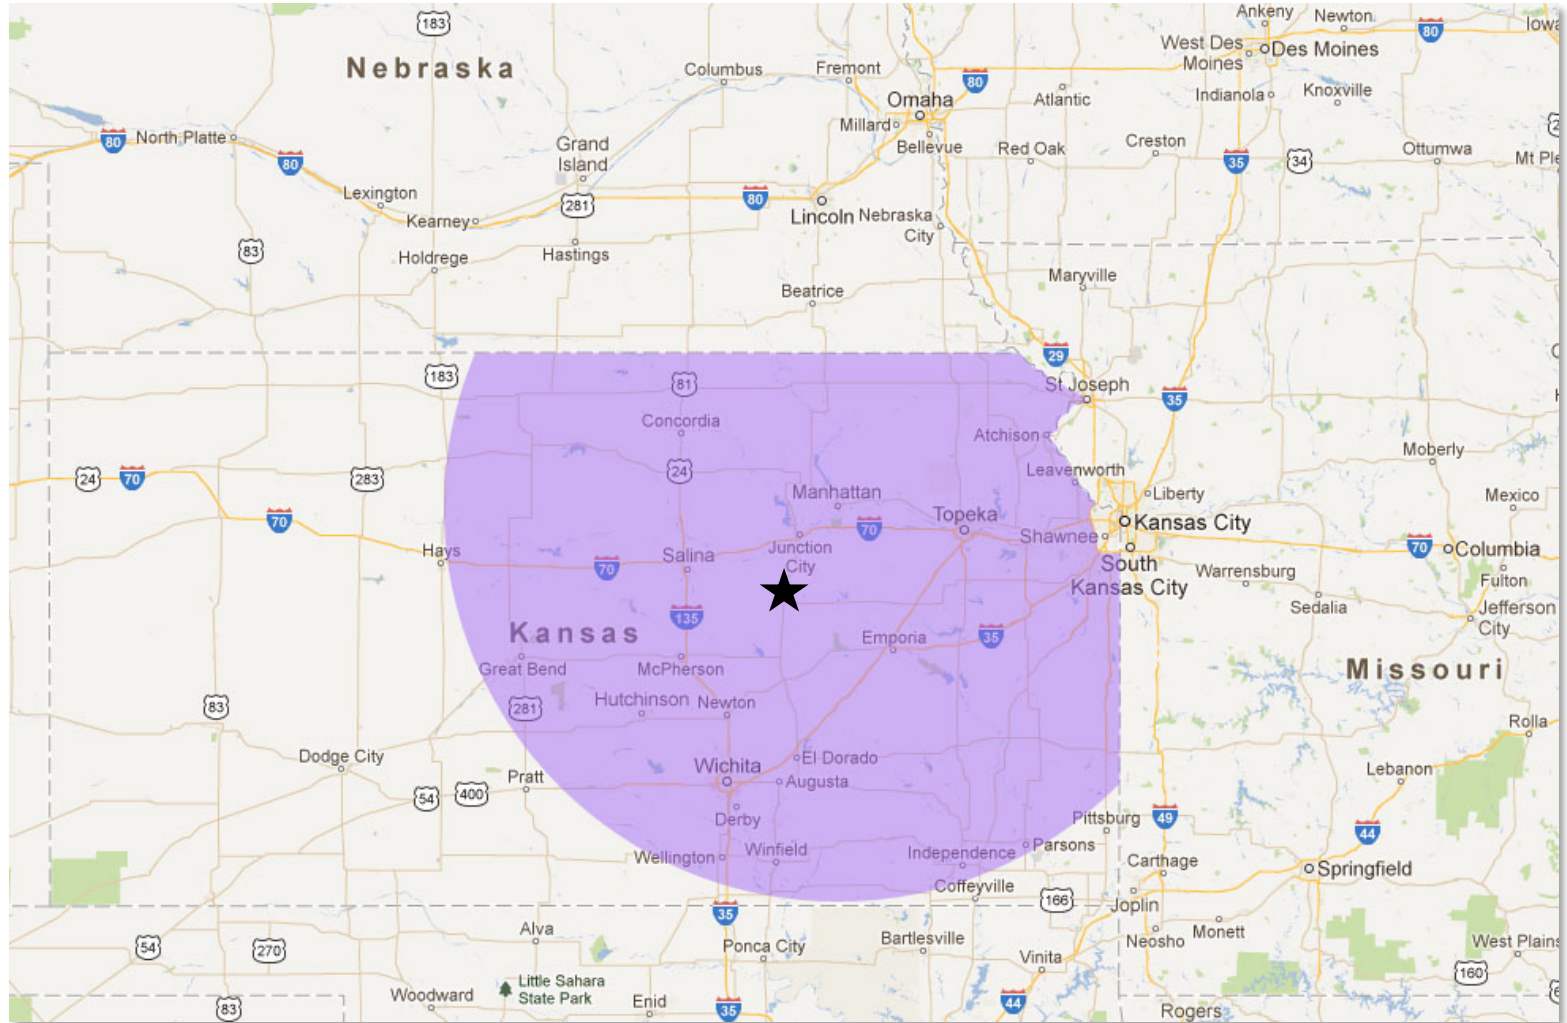 183
Ankeny
Newton
80
Iowa
West Des
Moines
Des Moines
Nebraska
Columbus
Fremont
80
Atlantic
Indianola
Knoxville
Omaha
Millard
Bellevue
80
North Platte
80
Grand
Island
Red Oak
Creston
35
34
Ottumwa
Mt Ple
2
Lexington
Kearney
281
80
Lincoln
Nebraska
City
83
Holdrege
Hastings
Maryville
Beatrice
183
81
29
St Joseph
35
Concordia
Atchison
24
70
283
24
Leavenworth
Moberly
Manhattan
Liberty
Mexico
70
70
Topeka
Shawnee
Kansas City
Hays
70
Salina
Junction
City
South
Kansas City
70
Columbia
Warrensburg
Fulton
Sedalia
Jefferson
City
135
Kansas
Emporia
35
Great Bend
McPherson
Missouri
83
281
Hutchinson
Newton
Rolla
Dodge City
Wichita
El Dorado
Augusta
Lebanon
Pratt
54
400
Derby
Pittsburg
49
44
Wellington
Winfield
Independence
Parsons
Carthage
Springfield
Coffeyville
166
35
Joplin
Alva
54
270
Ponca City
Bartlesville
Neosho
Monett
West Plains
Vinita
160
Little Sahara
State Park
Woodward
Enid
83
35
44
Rogers
6